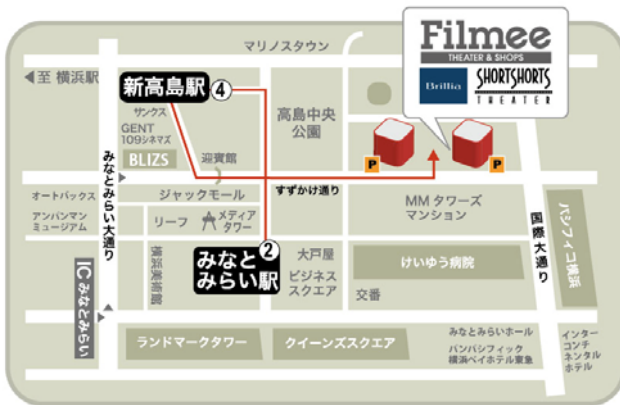 マリノスタウン
Filmee
THEATER & SHOPS
Brillia
SHORTSHORTS
THEATER
至 横浜駅
新高島駅
4
サンクス
GENT
109シネマズ
BLIZS
迎賓館
高島中央
公園
P
P
みなとみらい大通り
ジャックモール
すずかけ通り
オートバックス
アンパンマン
ミュージアム
リーフ
メディア
タワー
MMタワーズ
マンション
国際大通り
パシフィコ横浜
2
みなと
みらい駅
横浜美術館
大戸屋
ビジネス
スクエア
けいゆう病院
交番
ICみなとみらい
ランドマークタワー
クイーンズスクエア
みなとみらいホール
パンパシフィック
横浜ベイホテル東急
インター
コンチ
ネンタル
ホテル